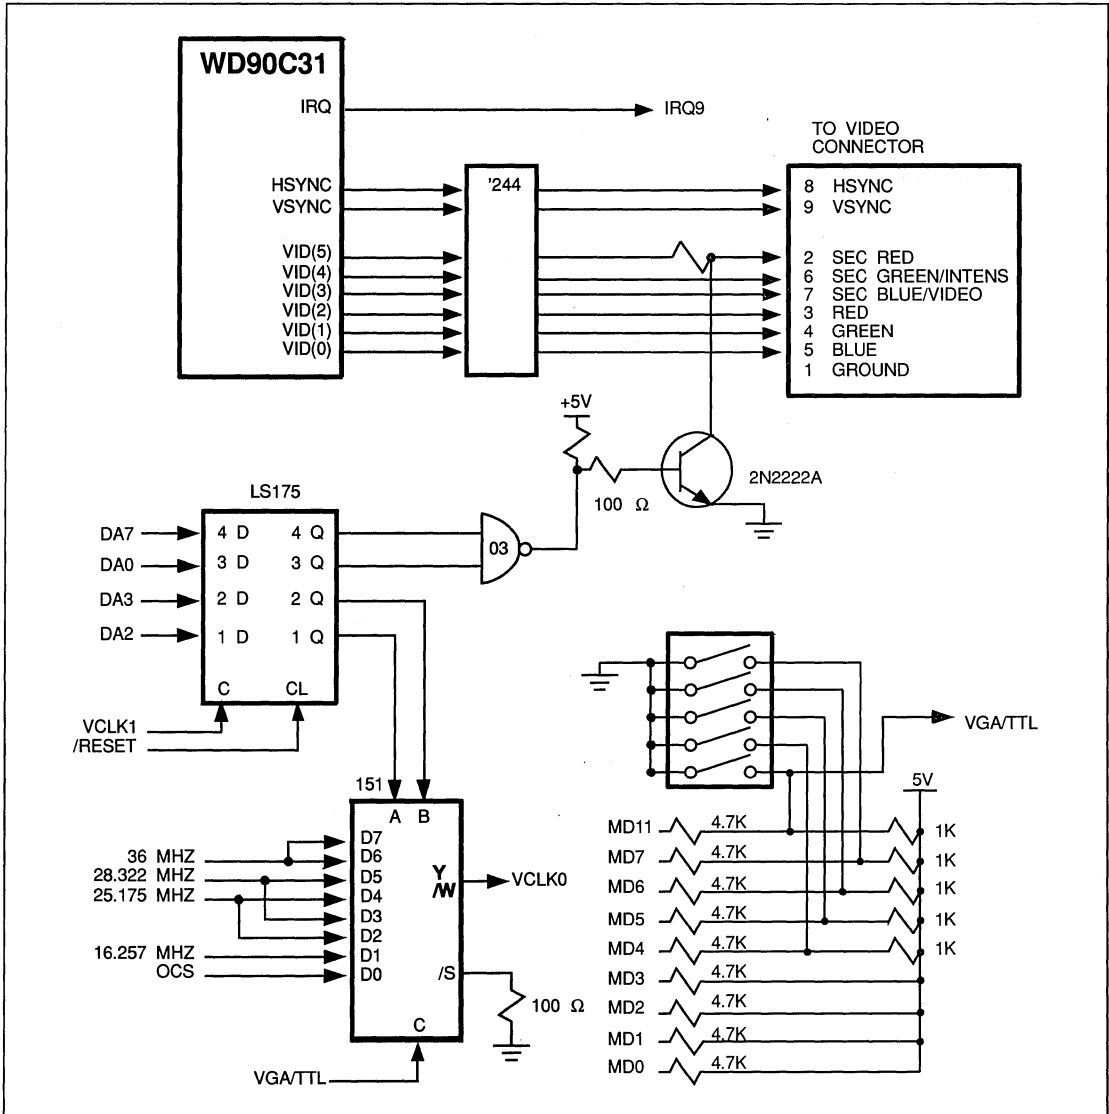 WD90C31
IRQ
IRQ9
TO VIDEO
CONNECTOR
HSYNC
VSYNC
VID(5)
VID(4)
VID(3)
VID(2)
VID(1)
VID(0)
'244
8 HSYNC
9 VSYNC
2 SEC RED
6 SEC GREEN/INTENS
7 SEC BLUE/VIDEO
3 RED
4 GREEN
5 BLUE
1 GROUND
+5V
100 Ω
2N2222A
LS175
DA7
DA0
DA3
DA2
4 D 4 Q
3 D 3 Q
2 D 2 Q
1 D 1 Q
C CL
03
VCLK1
/RESET
151
A B
36 MHZ
28.322 MHZ
25.175 MHZ
16.257 MHZ
OCS
D7
D6
D5
D4
D3
D2
D1
D0
Y
/W
VCLK0
/S
100 Ω
C
VGA/TTL
VGA/TTL
5V
MD11 4.7K 1K
MD7 4.7K 1K
MD6 4.7K 1K
MD5 4.7K 1K
MD4 4.7K 1K
MD3 4.7K
MD2 4.7K
MD1 4.7K
MD0 4.7K